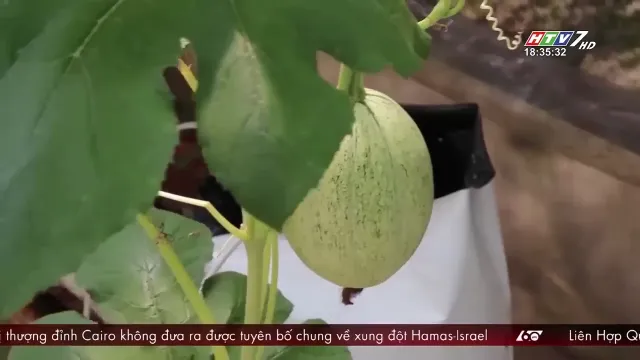 HTV7 HD
18:35:32
thượng đỉnh Cairo không đưa ra được tuyên bố chung về xung đột Hamas-Israel
Liên Hợp